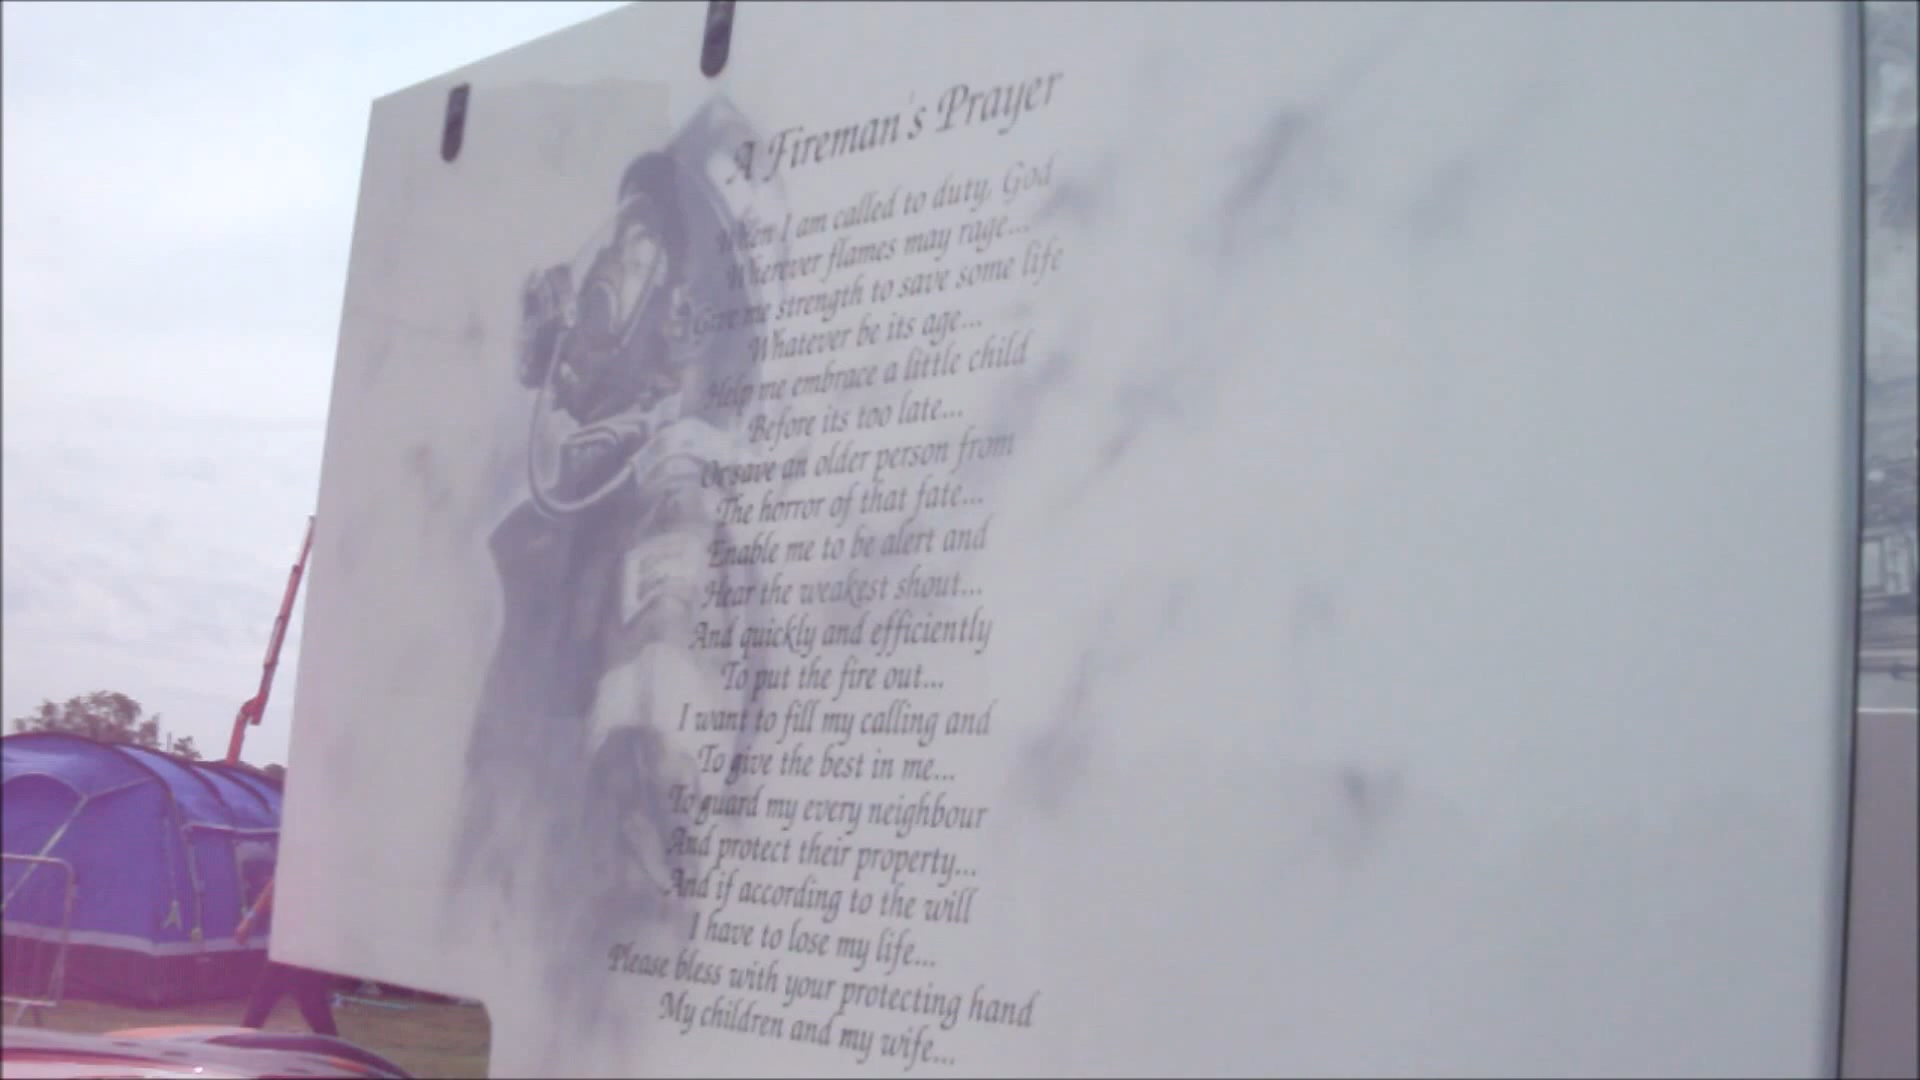 A Fireman's Prayer
When I am called to duty, God
Wherever flames may rage...
Give me strength to save some life
Whatever be its age...
Help me embrace a little child
Before its too late...
Or save an older person from
The horror of that fate...
Enable me to be alert and
Hear the weakest shout...
And quickly and efficiently
To put the fire out...
I want to fill my calling and
To give the best in me...
To guard my every neighbour
And protect their property...
And if according to the will
I have to lose my life...
Please bless with your protecting hand
My children and my wife...